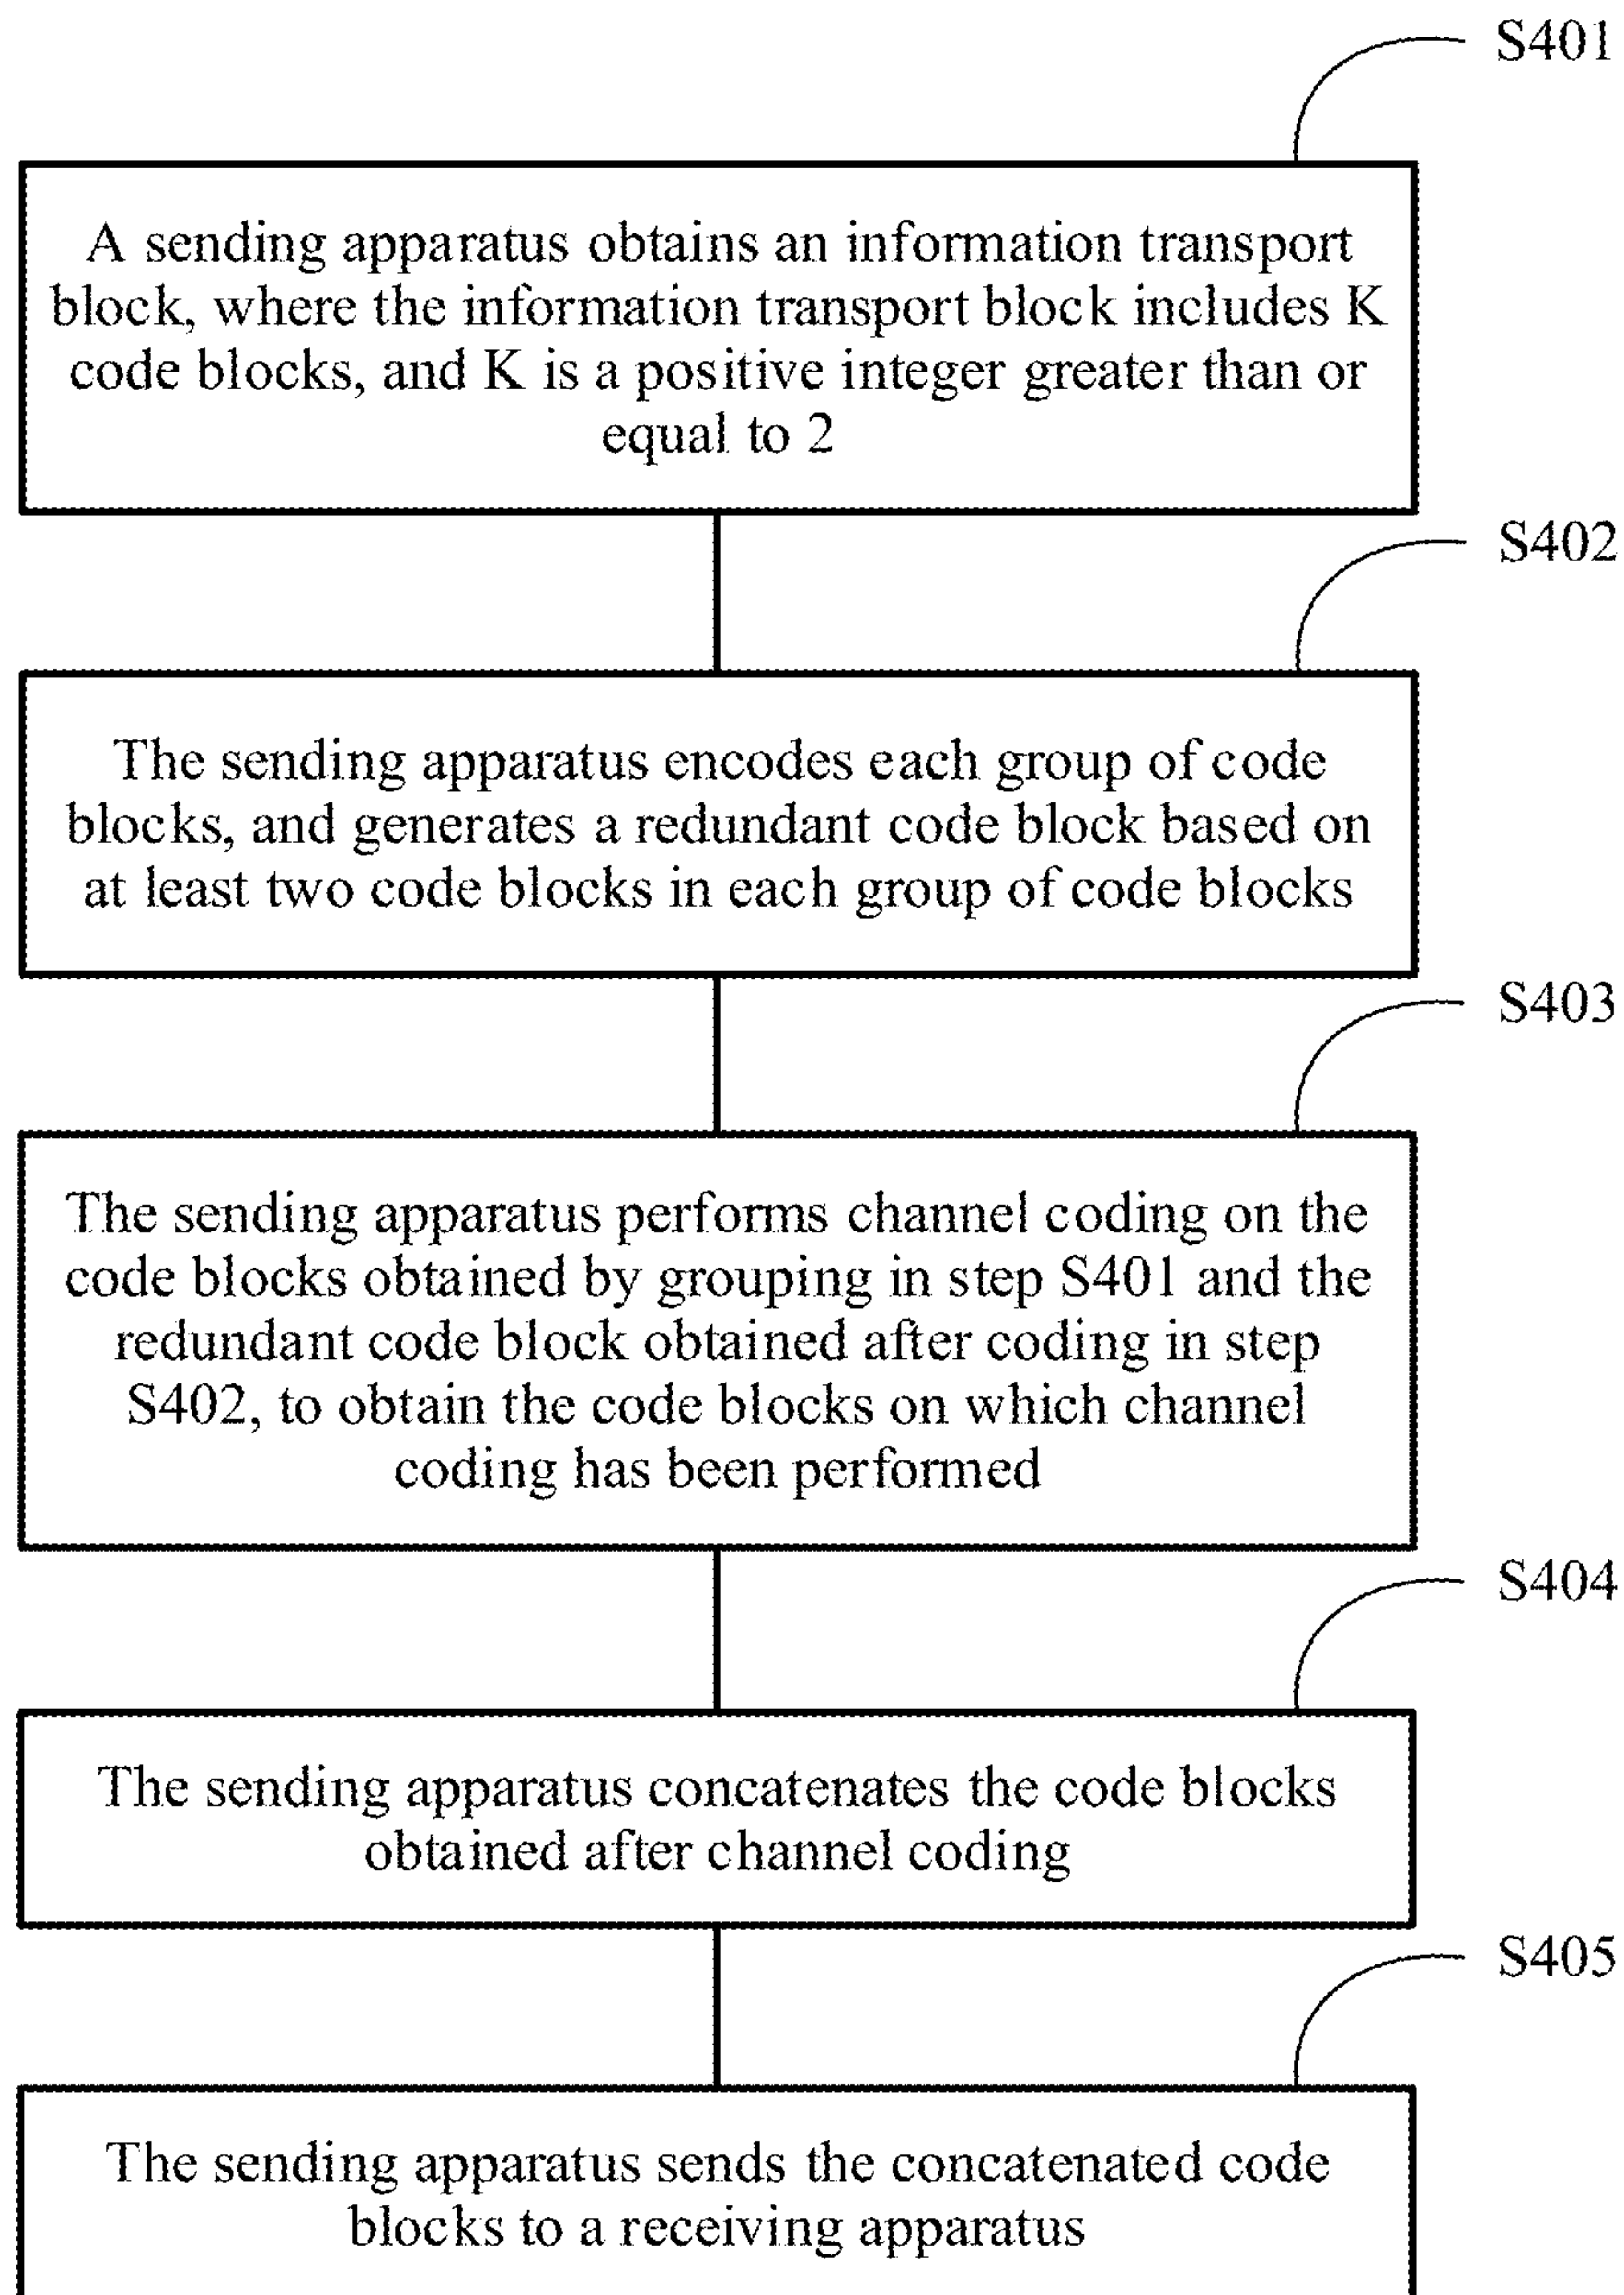 S401
A sending apparatus obtains an information transport
block, where the information transport block includes K
code blocks, and K is a positive integer greater than or
equal to 2
S402
The sending apparatus encodes each group of code
blocks, and generates a redundant code block based on
at least two code blocks in each group of code blocks
S403
The sending apparatus performs channel coding on the
code blocks obtained by grouping in step S401 and the
redundant code block obtained after coding in step
S402, to obtain the code blocks on which channel
coding has been performed
S404
The sending apparatus concatenates the code blocks
obtained after channel coding
S405
The sending apparatus sends the concatenated code
blocks to a receiving apparatus